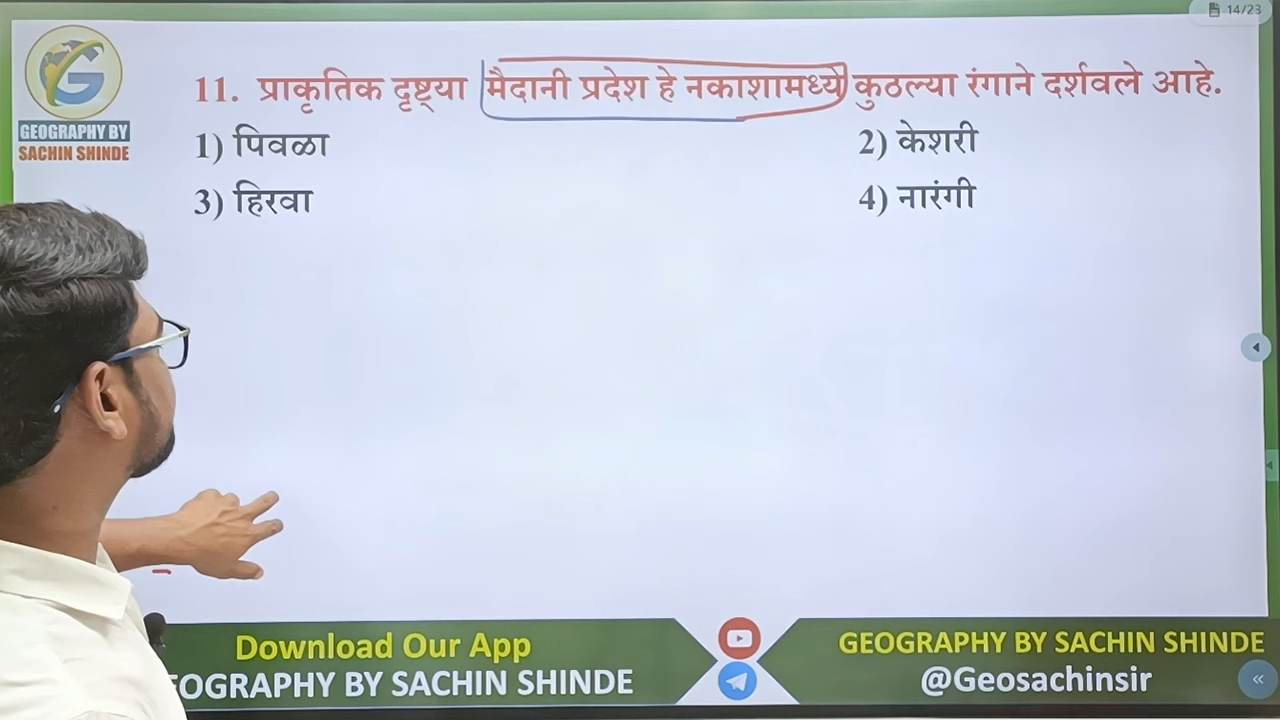 14/23
GEOGRAPHY BY
SACHIN SHINDE
11. प्राकृतिक दृष्ट्या मैदानी प्रदेश हे नकाशामध्ये कुठल्या रंगाने दर्शवले आहे.
1) पिवळा
2) केशरी
3) हिरवा
4) नारंगी
Download Our App
EOGRAPHY BY SACHIN SHINDE
GEOGRAPHY BY SACHIN SHINDE
@Geosachinsir